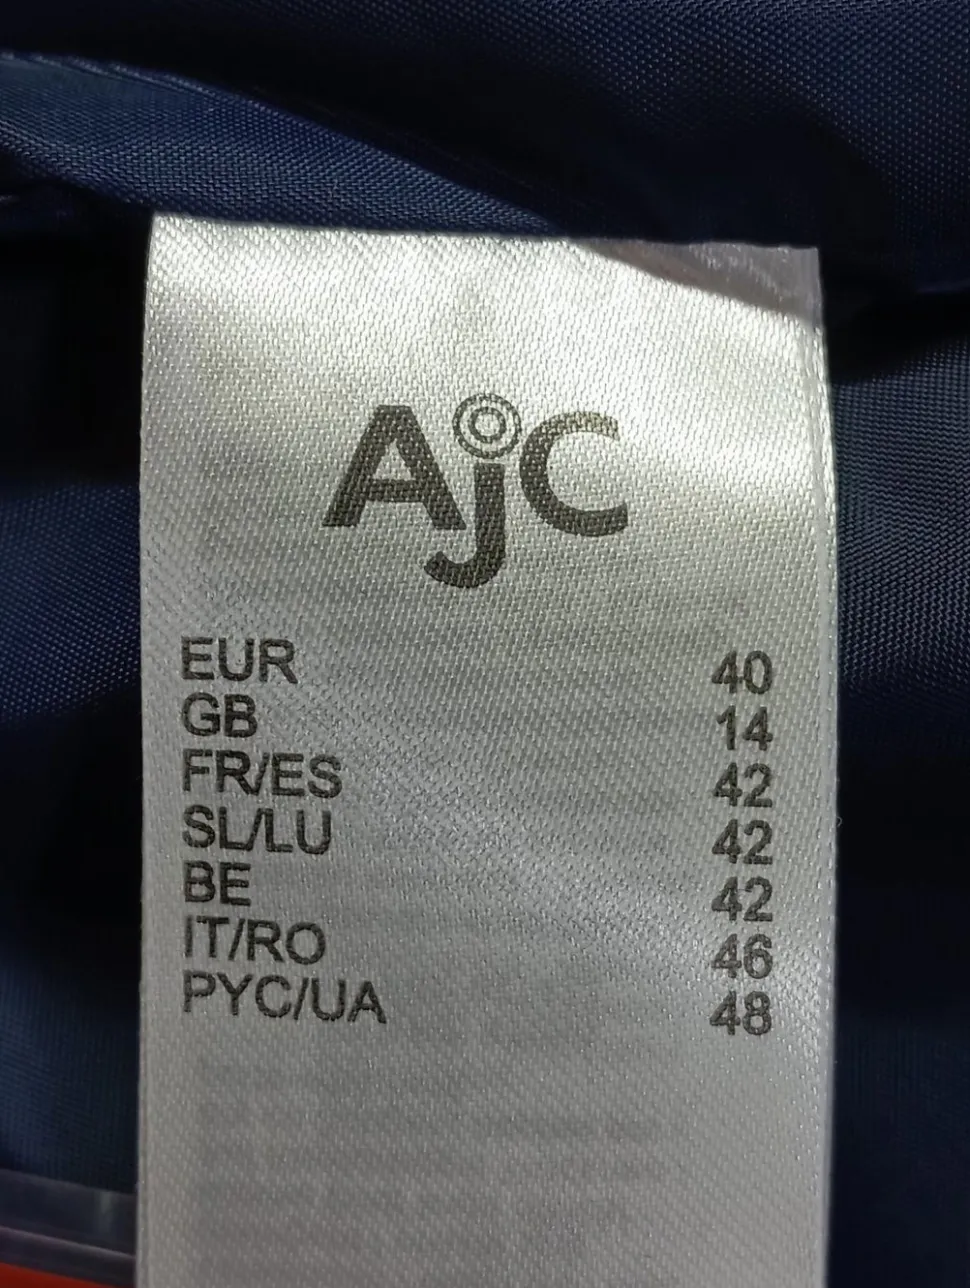 AjC
EUR 40
GB 14
FR/ES 42
SL/LU 42
BE 42
IT/RO 46
PYC/UA 48